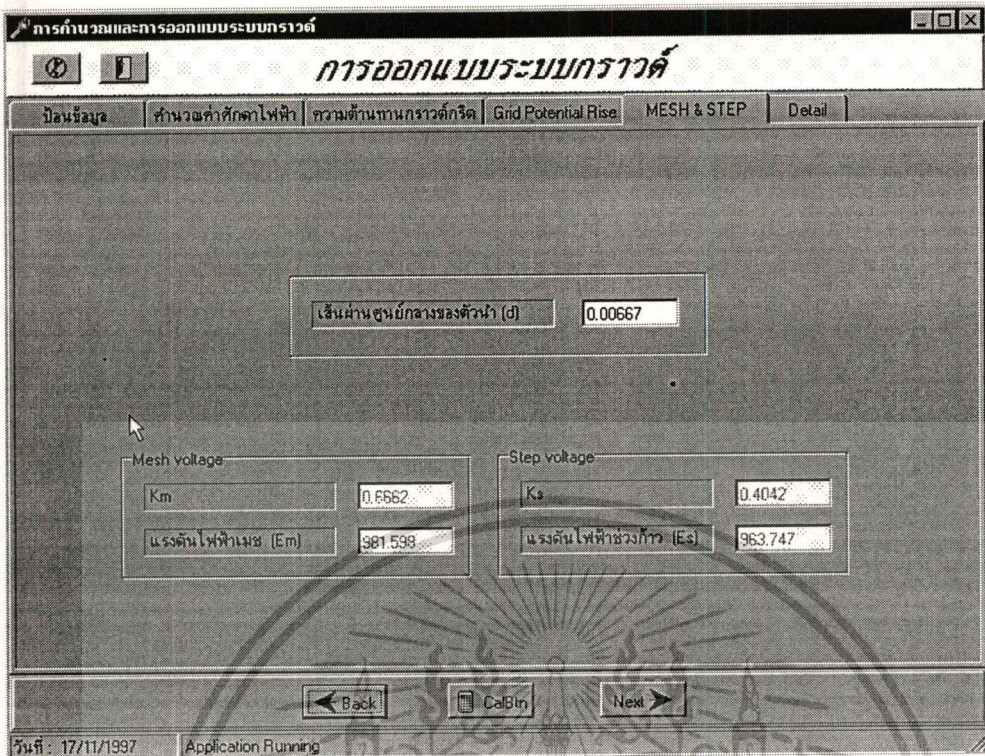 การคำนวณและการออกแบบระบบกราวด์
การออกแบบระบบกราวด์
ป้อนข้อมูล
คำนวณค่าศักดาไฟฟ้า
ความต้านทานกราวด์กริด
Grid Potential Rise
MESH & STEP
Detail
เส้นผ่านศูนย์กลางของตัวนำ (d)
0.00667
Mesh voltage
Km
0.6662
แรงดันไฟฟ้าเมช (Em)
981.598
Step voltage
Ks
0.4042
แรงดันไฟฟ้าช่วงก้าว (Es)
963.747
Back
CalBtn
Next
วันที่ : 17/11/1997
Application Running